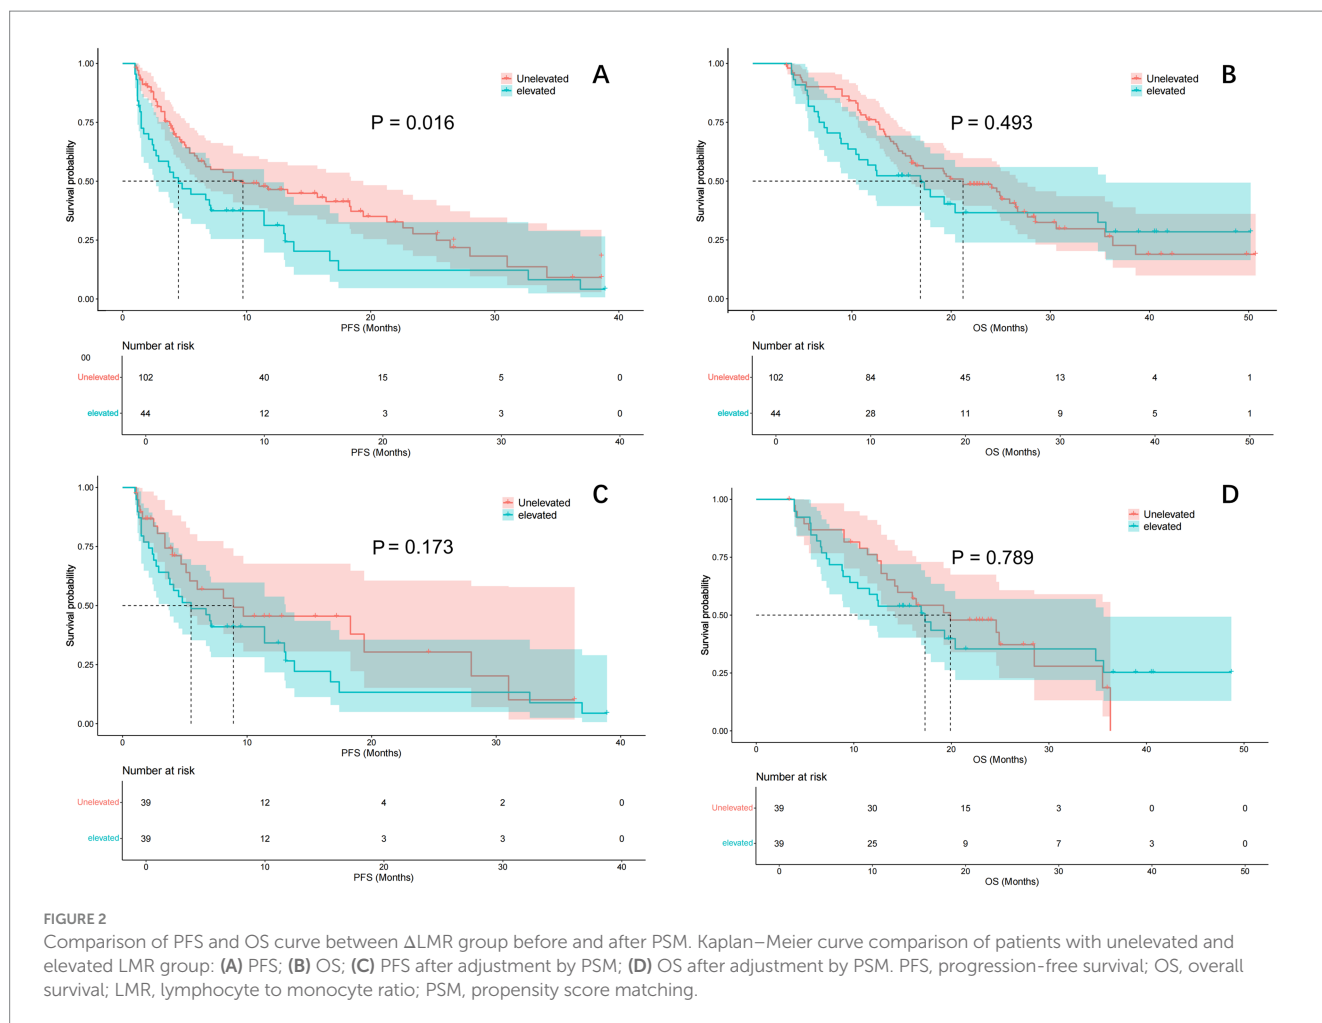 1.00
0.75
0.50
0.25
0.00
Survival probability
Unelevated
elevated
A
P = 0.016
0 10 20 30 40
PFS (Months)
Number at risk
00
Unelevated 102 40 15 5 0
elevated 44 12 3 3 0
0 10 20 30 40
PFS (Months)
1.00
0.75
0.50
0.25
0.00
Survival probability
Unelevated
elevated
B
P = 0.493
0 10 20 30 40 50
OS (Months)
Number at risk
Unelevated 102 84 45 13 4 1
elevated 44 28 11 9 5 1
0 10 20 30 40 50
OS (Months)
1.00
0.75
0.50
0.25
0.00
Survival probability
Unelevated
elevated
C
P = 0.173
0 10 20 30 40
PFS (Months)
Number at risk
Unelevated 39 12 4 2 0
elevated 39 12 3 3 0
0 10 20 30 40
PFS (Months)
1.00
0.75
0.50
0.25
0.00
Survival probability
Unelevated
elevated
D
P = 0.789
0 10 20 30 40 50
OS (Months)
Number at risk
Unelevated 39 30 15 3 0 0
elevated 39 25 9 7 3 0
0 10 20 30 40 50
OS (Months)
FIGURE 2
Comparison of PFS and OS curve between ΔLMR group before and after PSM. Kaplan–Meier curve comparison of patients with unelevated and
elevated LMR group: (A) PFS; (B) OS; (C) PFS after adjustment by PSM; (D) OS after adjustment by PSM. PFS, progression-free survival; OS, overall
survival; LMR, lymphocyte to monocyte ratio; PSM, propensity score matching.